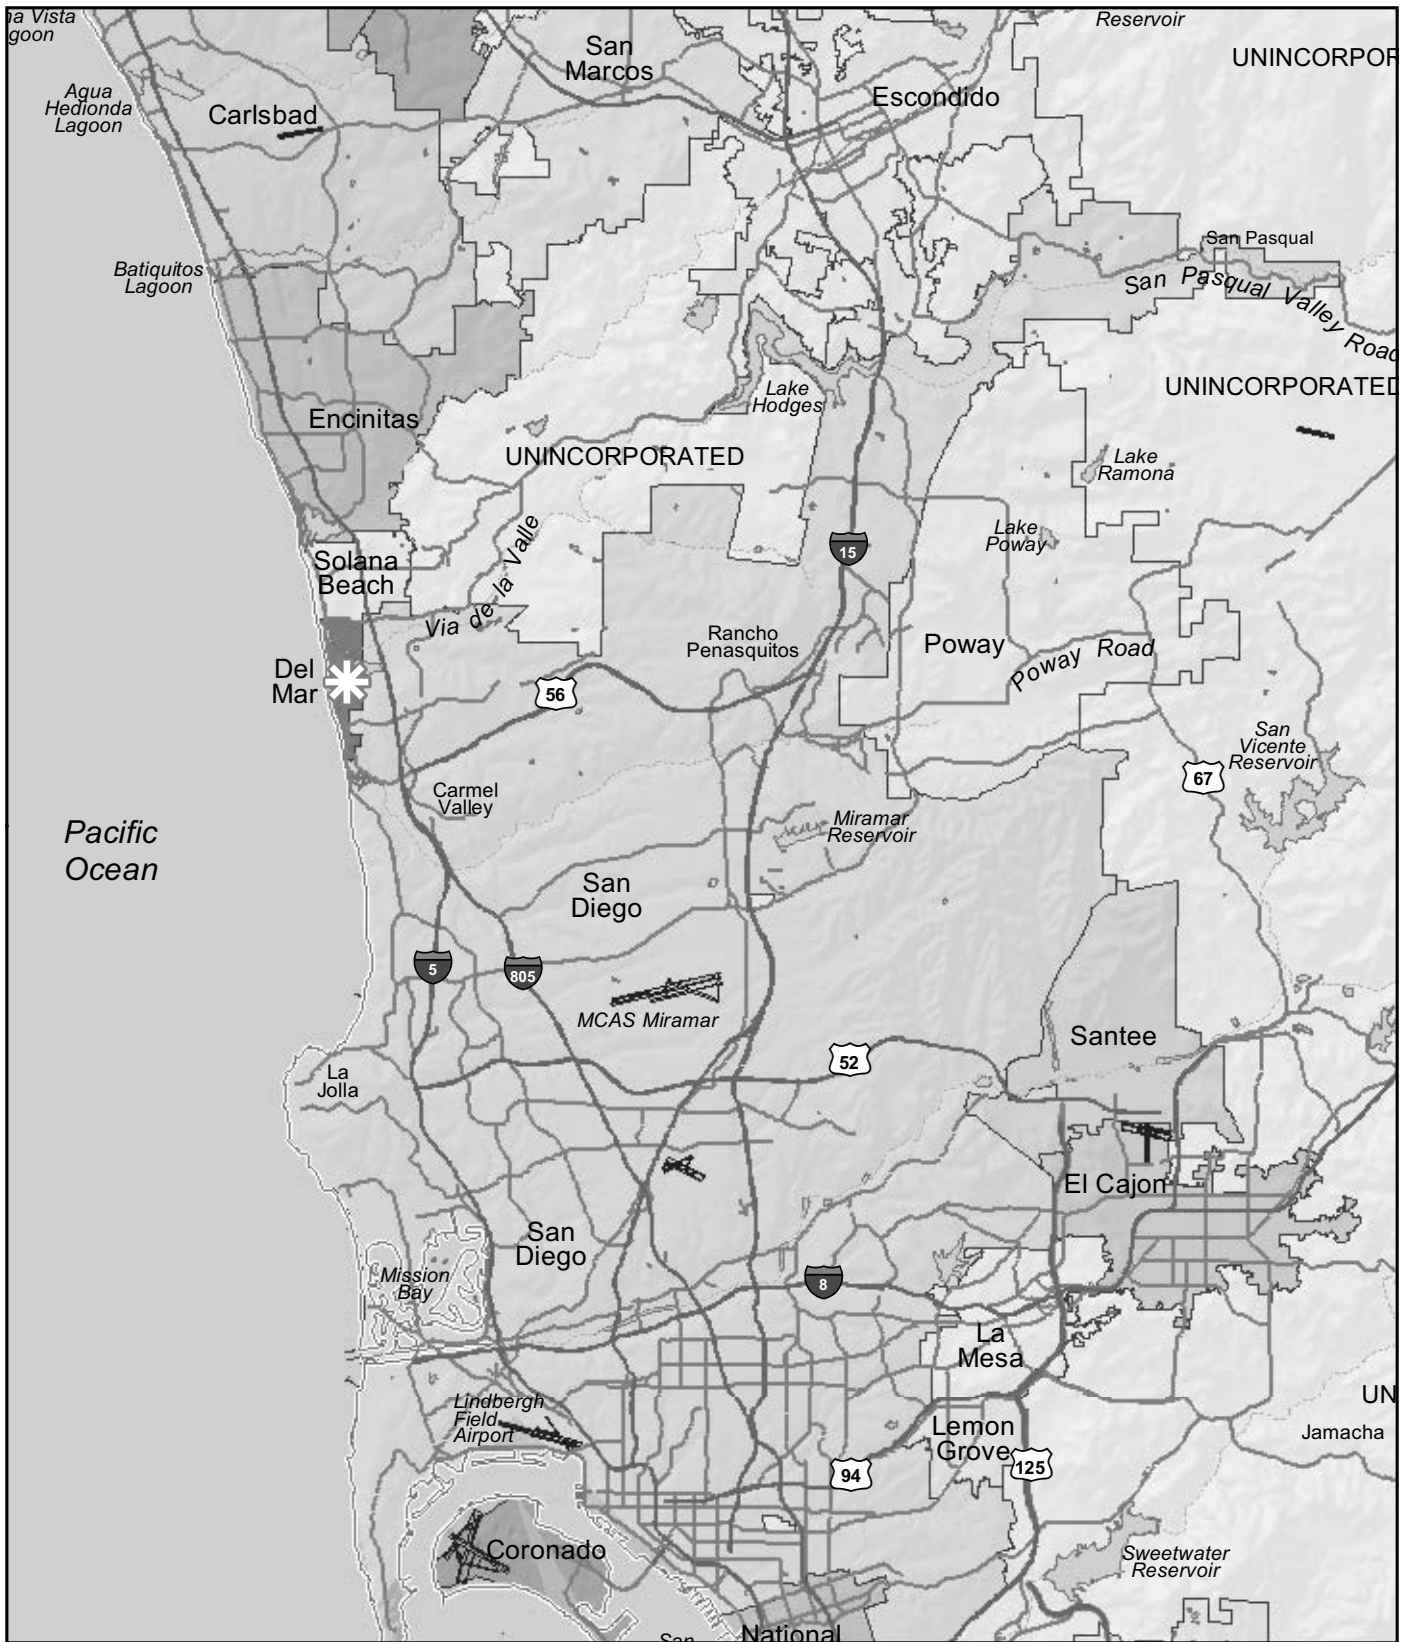 na Vista
goon
Reservoir
San
Marcos
UNINCORPOR
Agua
Hedionda
Lagoon
Carlsbad
Escondido
San Pasqual
Batiquitos
Lagoon
San Pasqual Valley Road
Lake
Hodges
UNINCORPORATED
Encinitas
UNINCORPORATED
Lake
Ramona
Via de la Valle
Lake
Poway
15
Solana
Beach
Rancho
Penasquitos
Poway
Poway Road
Del
Mar
56
San
Vicente
Reservoir
67
Carmel
Valley
Pacific
Ocean
Miramar
Reservoir
San
Diego
5
805
MCAS Miramar
Santee
52
La
Jolla
El Cajon
San
Diego
Mission
Bay
8
La
Mesa
UN
Lindbergh
Field
Airport
Lemon
Grove
Jamacha
94
125
Coronado
Sweetwater
Reservoir
San
National